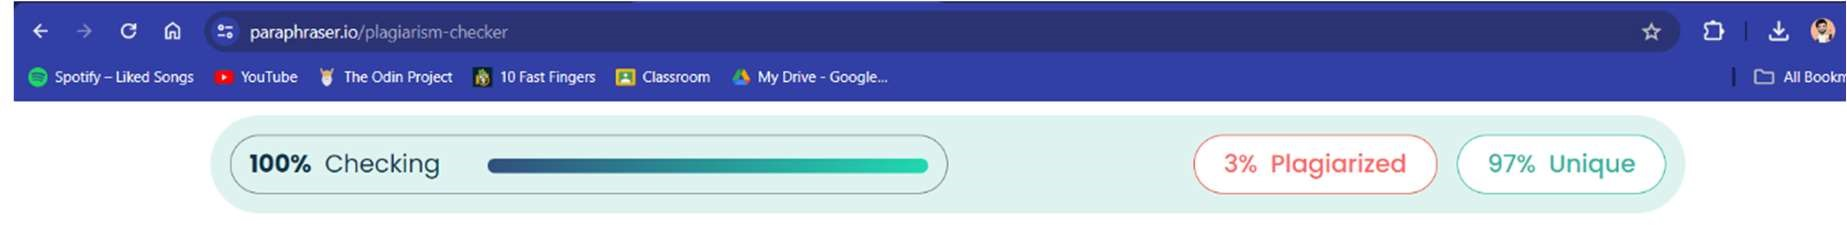 paraphraser.io/plagiarism-checker
Spotify – Liked Songs YouTube The Odin Project 10 Fast Fingers Classroom My Drive - Google... All Bookm
100% Checking 3% Plagiarized 97% Unique